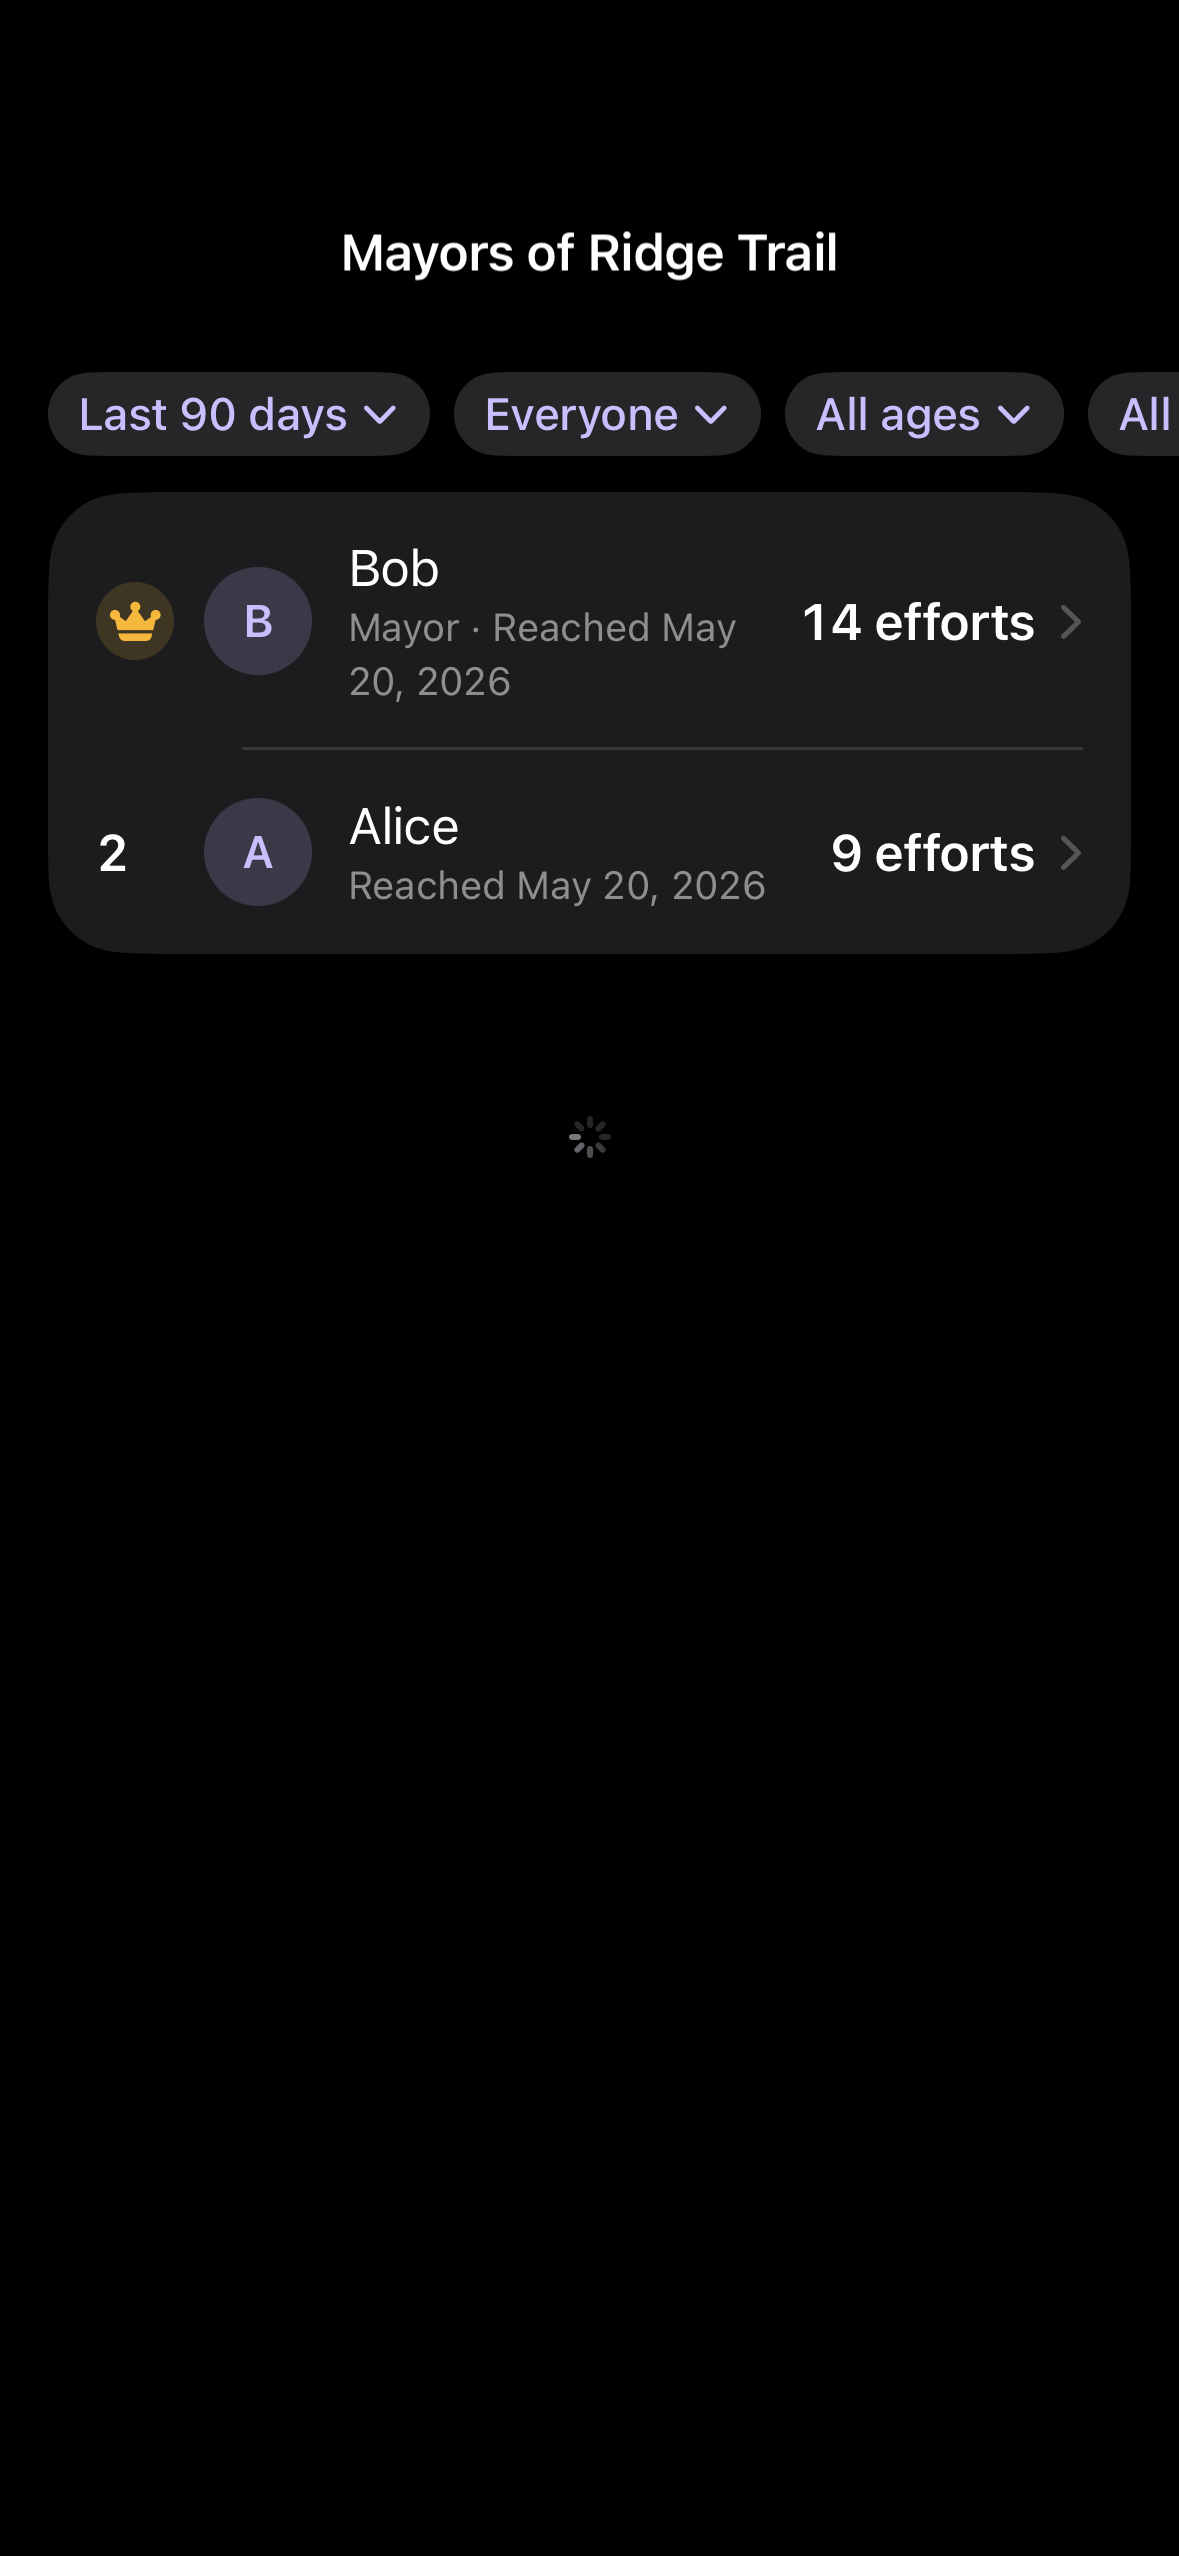 Mayors of Ridge Trail
Last 90 days Everyone All ages All
B Bob 14 efforts
Mayor · Reached May
20, 2026
2 A Alice 9 efforts
Reached May 20, 2026